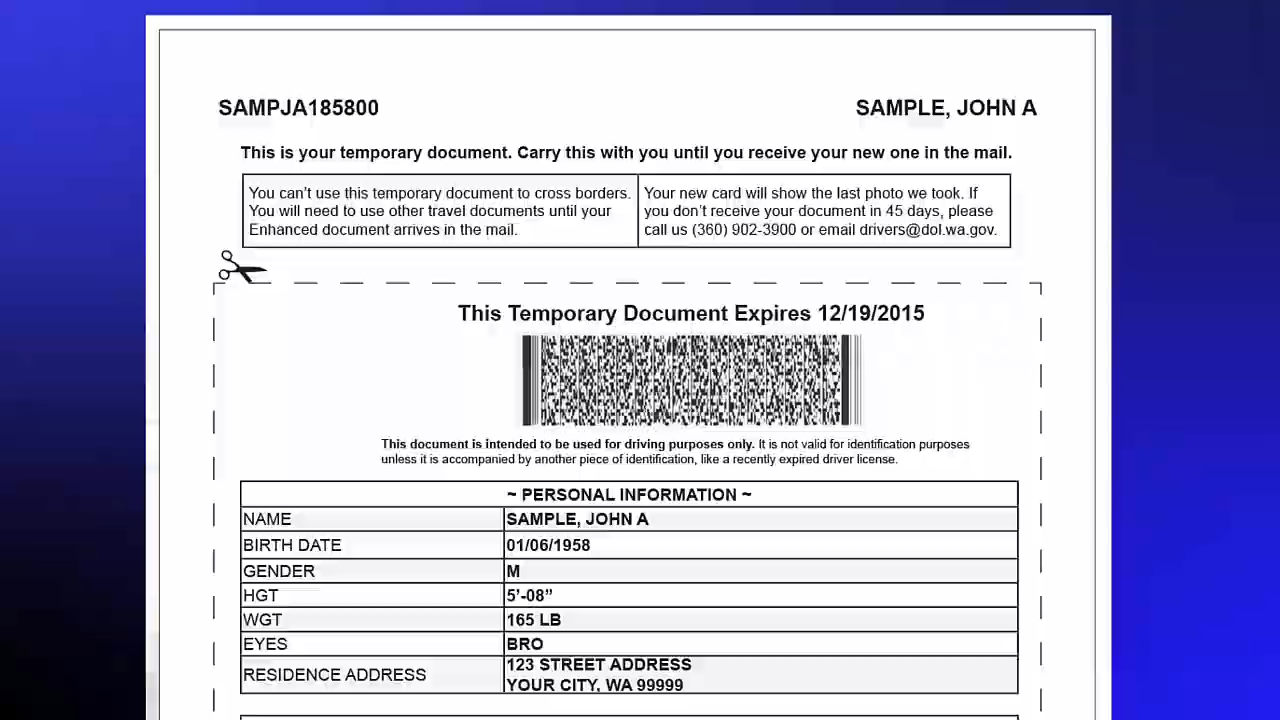 SAMPJA185800 SAMPLE, JOHN A
This is your temporary document. Carry this with you until you receive your new one in the mail.
You can't use this temporary document to cross borders.
You will need to use other travel documents until your
Enhanced document arrives in the mail.
Your new card will show the last photo we took. If
you don't receive your document in 45 days, please
call us (360) 902-3900 or email drivers@dol.wa.gov.
This Temporary Document Expires 12/19/2015
This document is intended to be used for driving purposes only. It is not valid for identification purposes
unless it is accompanied by another piece of identification, like a recently expired driver license.
~ PERSONAL INFORMATION ~
NAME SAMPLE, JOHN A
BIRTH DATE 01/06/1958
GENDER M
HGT 5'-08”
WGT 165 LB
EYES BRO
RESIDENCE ADDRESS 123 STREET ADDRESS
YOUR CITY, WA 99999